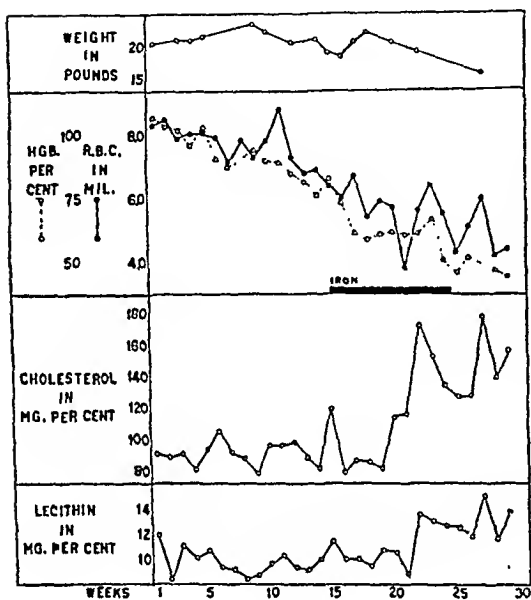 WEIGHT
IN
POUNDS
20
15
HGB.
PER
CENT
R.B.C.
IN
MIL.
100
75
50
8.0
6.0
4.0
IRON
CHOLESTEROL
IN
MG. PER CENT
180
160
140
120
100
80
LECITHIN
IN
MG. PER CENT
14
12
10
WEEKS 1 5 10 15 20 25 30